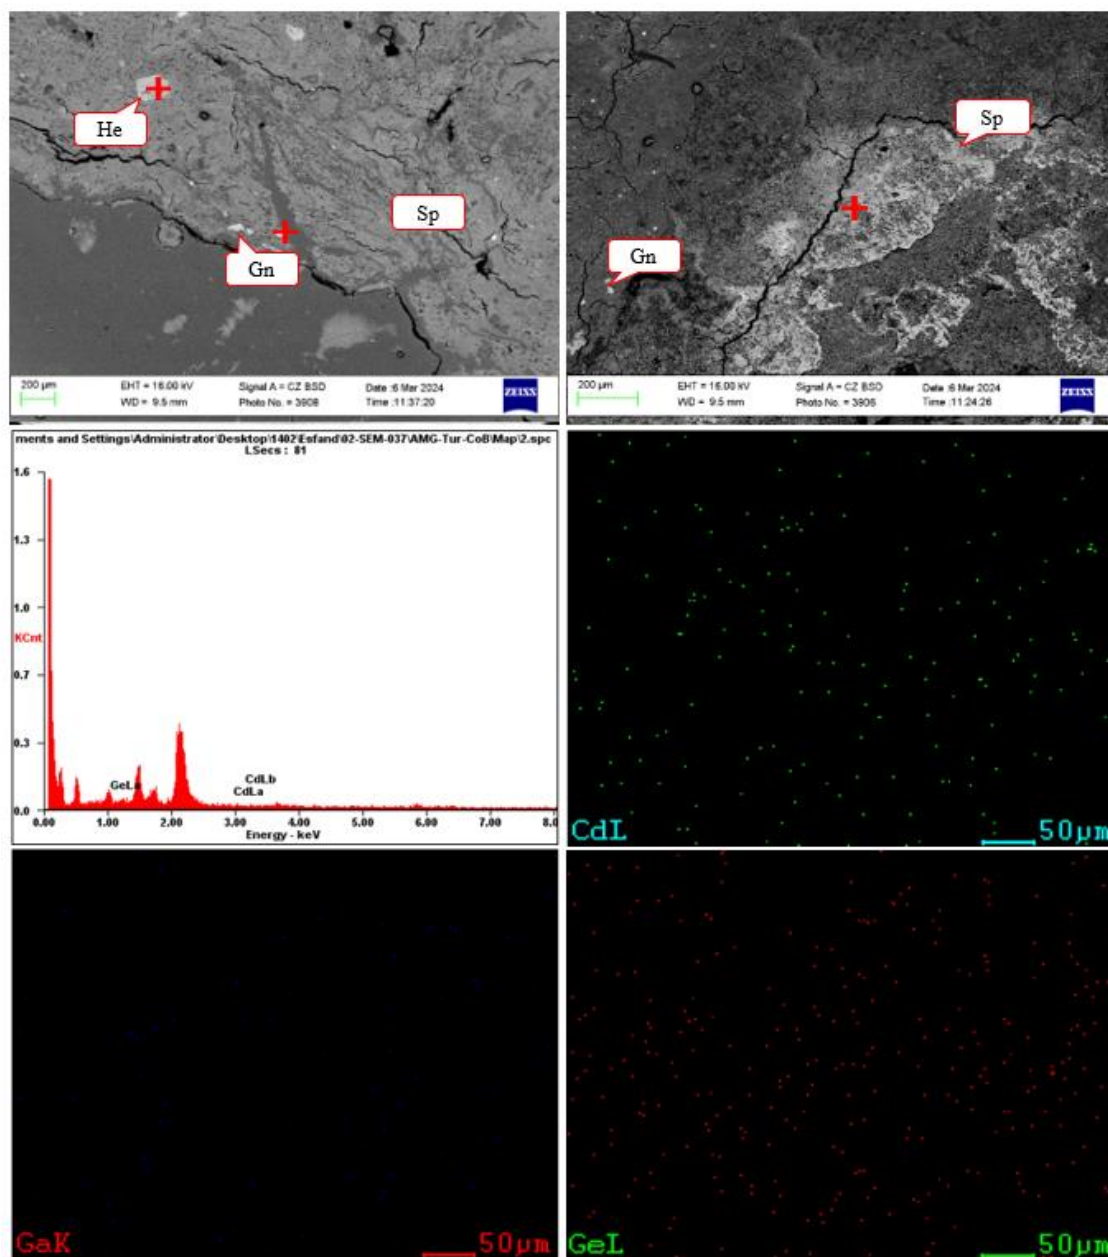 He
Gn
Sp
200 µm
EHT = 16.00 kV
WD = 9.5 mm
Signal A = CZ BSD
Photo No. = 3908
Date :6 Mar 2024
Time :11:37:20
ZEISS
Sp
Gn
200 µm
EHT = 16.00 kV
WD = 9.5 mm
Signal A = CZ BSD
Photo No. = 3906
Date :6 Mar 2024
Time :11:24:26
ZEISS
ments and Settings\Administrator\Desktop\1402\Esfand\02-SEM-037\AMG-Tur-CoB\Map\2.spc
LSecs : 81
1.6
1.3
1.0
KCnt
0.7
0.3
0.0
GeLa
CdLb
CdLa
0.00 1.00 2.00 3.00 4.00 5.00 6.00 7.00 8.0
Energy - keV
CdL 50µm
GaK 50µm
GeL 50µm